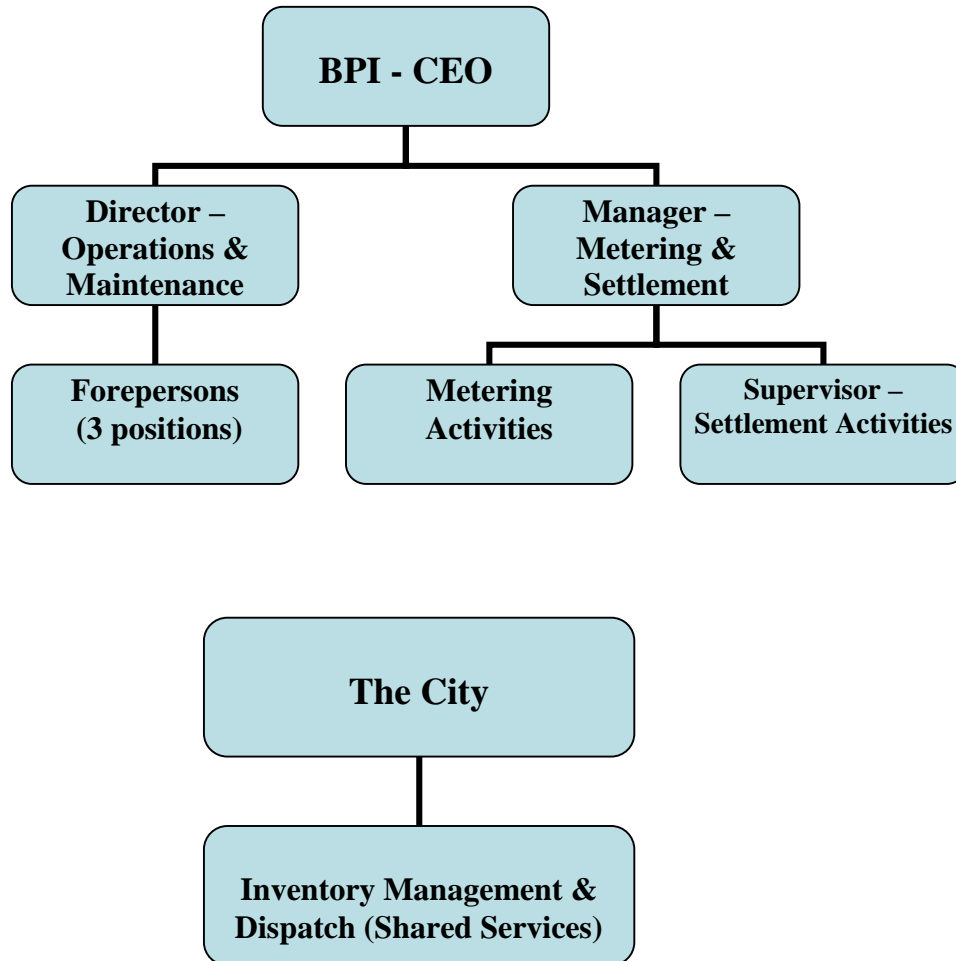 BPI - CEO
Director –
Operations &
Maintenance
Manager –
Metering &
Settlement
Forepersons
(3 positions)
Metering
Activities
Supervisor –
Settlement Activities
The City
Inventory Management &
Dispatch (Shared Services)